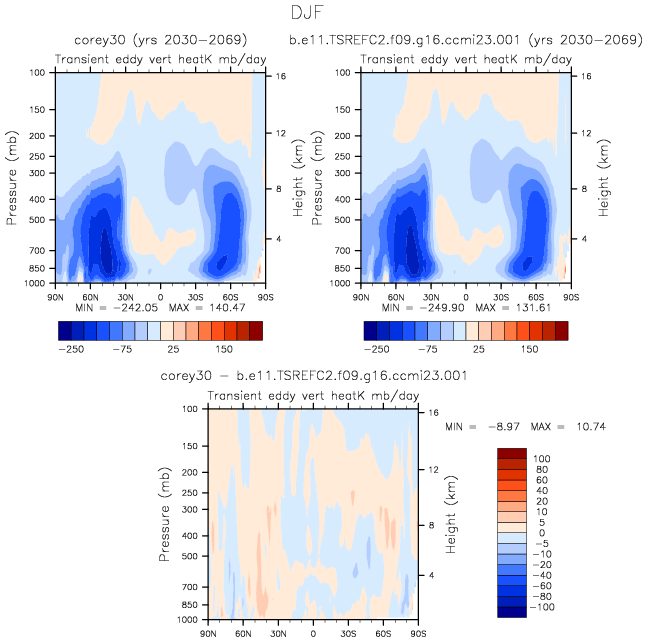 DJF
corey30 (yrs 2030-2069)
Transient eddy vert heatK mb/day
Pressure (mb)
100
150
200
250
300
400
500
700
850
1000
16
12
8
4
Height (km)
90N 60N 30N 0 30S 60S 90S
MIN = -242.05 MAX = 140.47
-250 -75 25 150
b.e11.TSREFC2.f09.g16.ccmi23.001 (yrs 2030-2069)
Transient eddy vert heatK mb/day
Pressure (mb)
100
150
200
250
300
400
500
700
850
1000
16
12
8
4
Height (km)
90N 60N 30N 0 30S 60S 90S
MIN = -249.90 MAX = 131.61
-250 -75 25 150
corey30 - b.e11.TSREFC2.f09.g16.ccmi23.001
Transient eddy vert heatK mb/day
Pressure (mb)
100
150
200
250
300
400
500
700
850
1000
16
12
8
4
Height (km)
90N 60N 30N 0 30S 60S 90S
MIN = -8.97 MAX = 10.74
100
80
60
40
20
10
5
0
-5
-10
-20
-40
-60
-80
-100